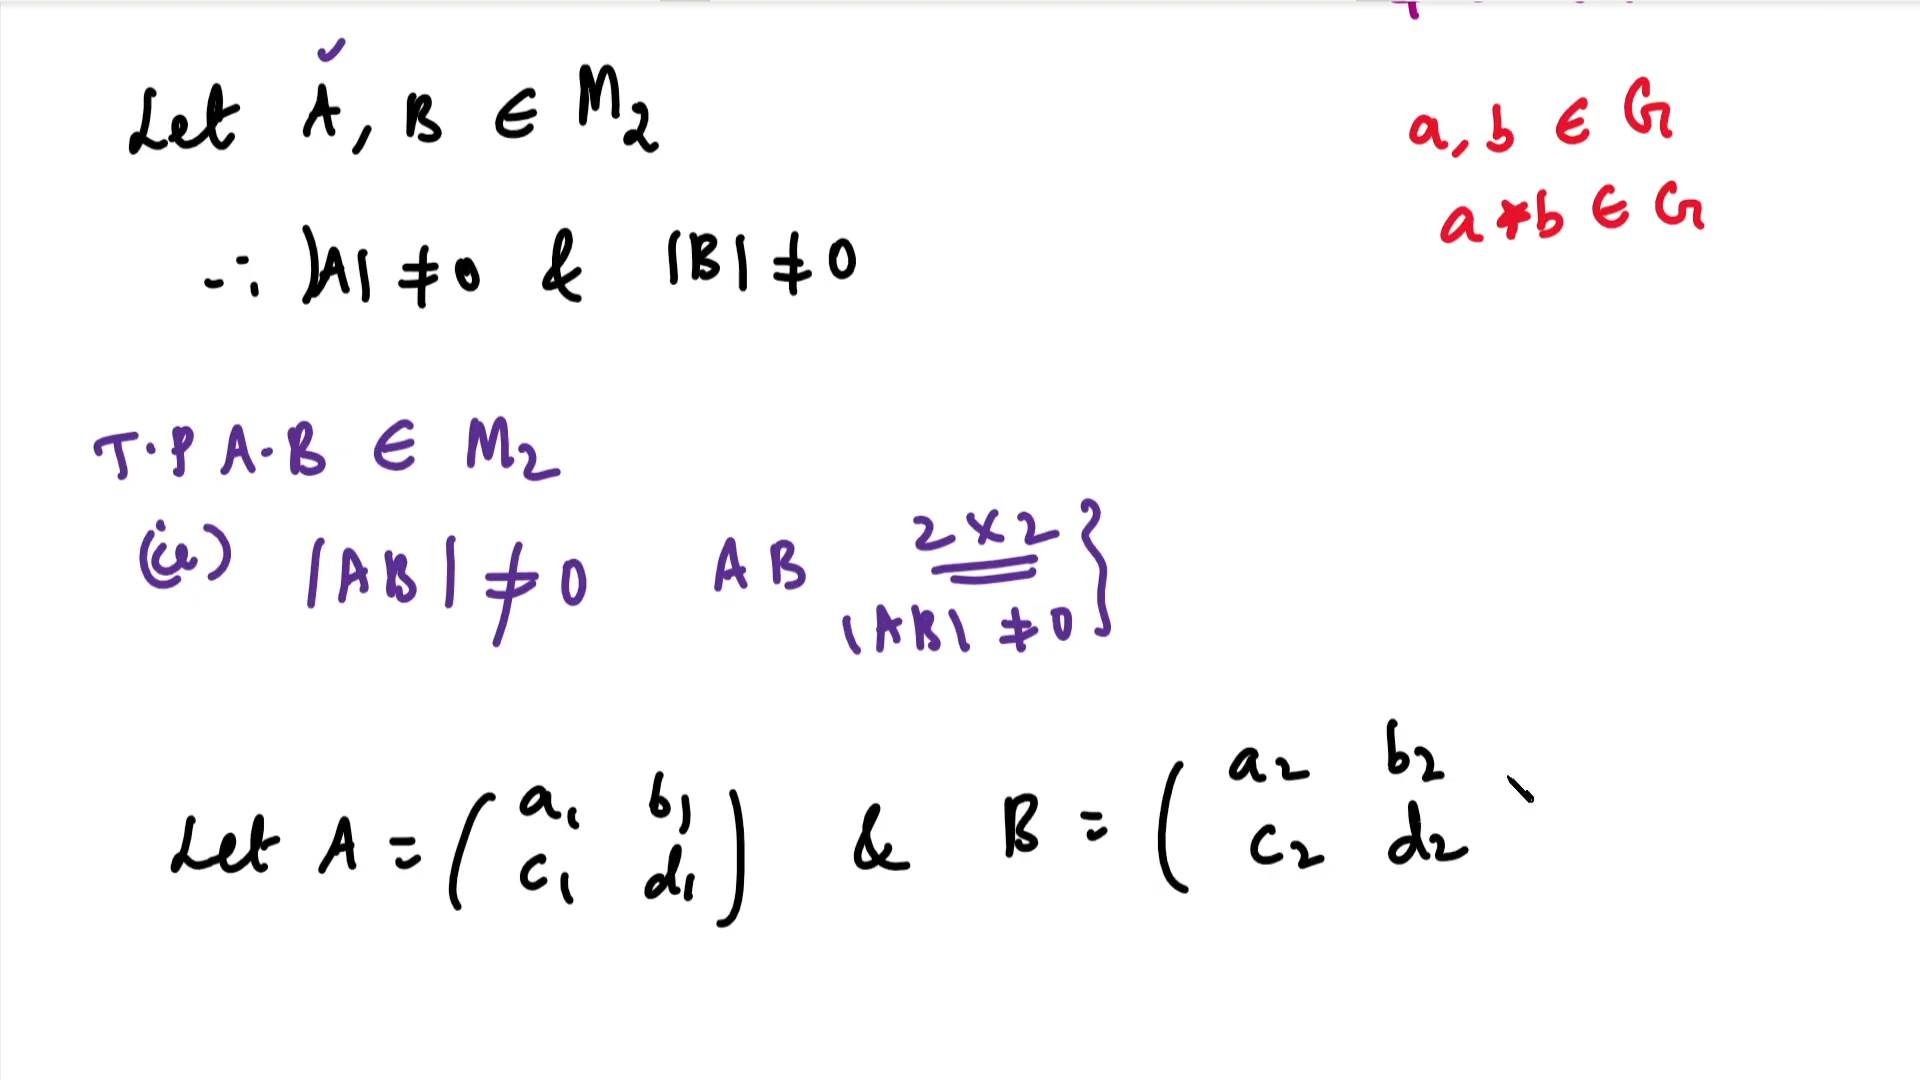 Let A, B ∈ M₂
a, b ∈ G
a * b ∈ G
∴ |A| ≠ 0 & |B| ≠ 0
T.P A·B ∈ M₂
(ie) |AB| ≠ 0 AB 2×2 }
|AB| ≠ 0
Let A = ( a₁ b₁ ) & B = ( a₂ b₂
c₁ d₁ c₂ d₂